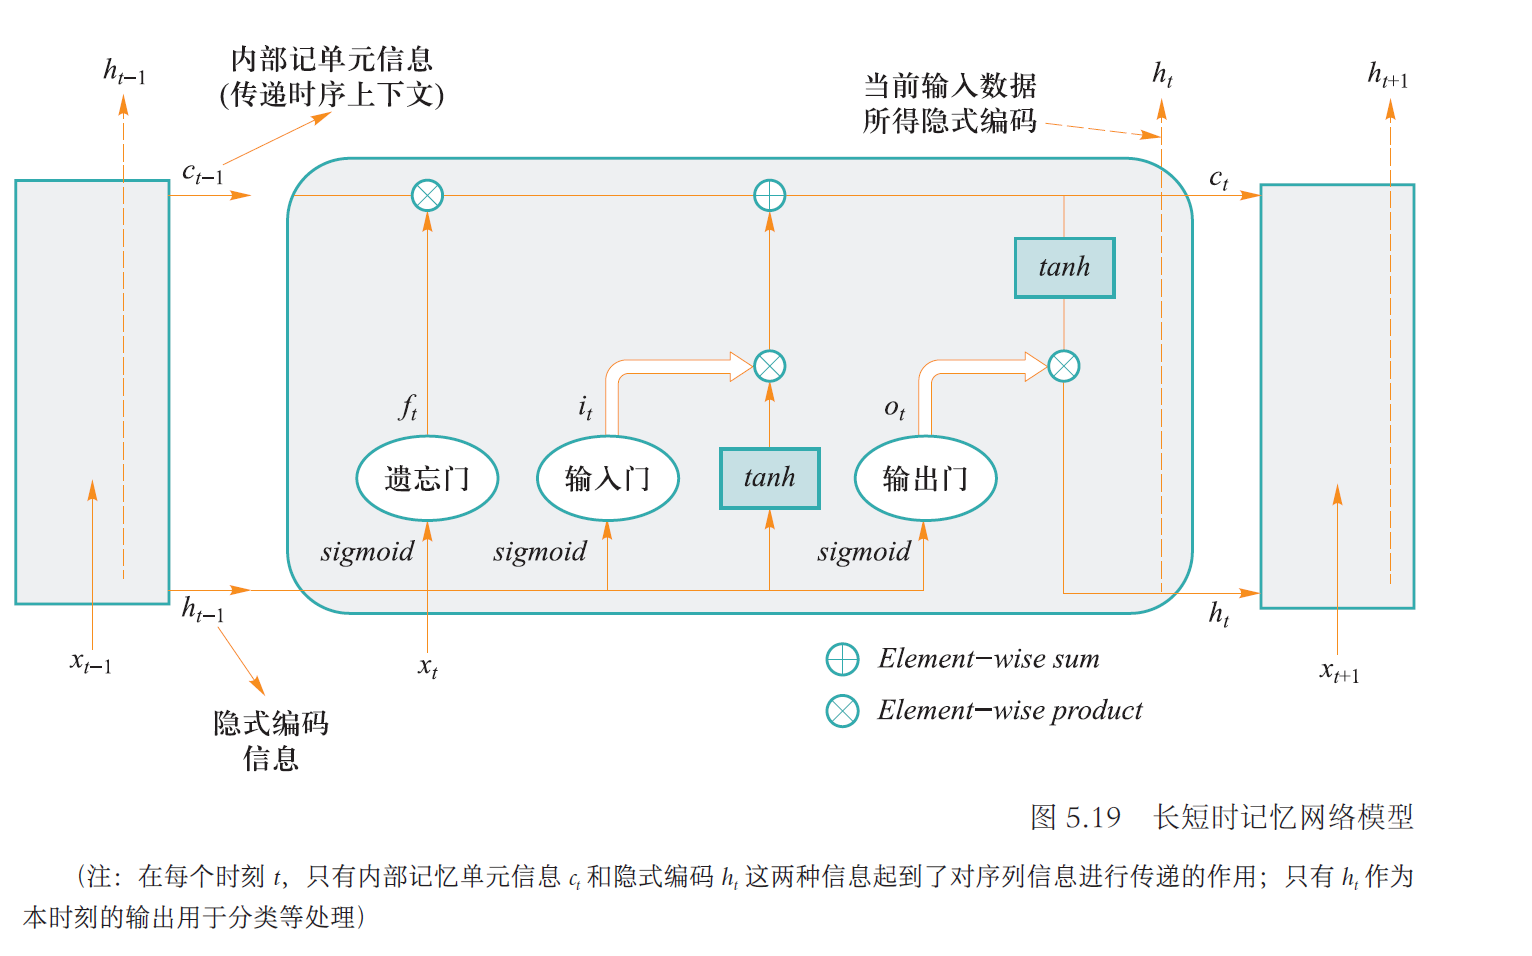 h_{t−1}
内部记单元信息
(传递时序上下文)
当前输入数据
所得隐式编码
h_t
h_{t+1}
c_{t−1}
c_t
tanh
f_t
i_t
o_t
遗忘门
输入门
tanh
输出门
sigmoid
sigmoid
sigmoid
h_{t−1}
h_t
x_{t−1}
x_t
x_{t+1}
Element−wise sum
Element−wise product
隐式编码
信息
图 5.19 长短时记忆网络模型
（注：在每个时刻 t，只有内部记忆单元信息 c_t 和隐式编码 h_t 这两种信息起到了对序列信息进行传递的作用；只有 h_t 作为
本时刻的输出用于分类等处理）